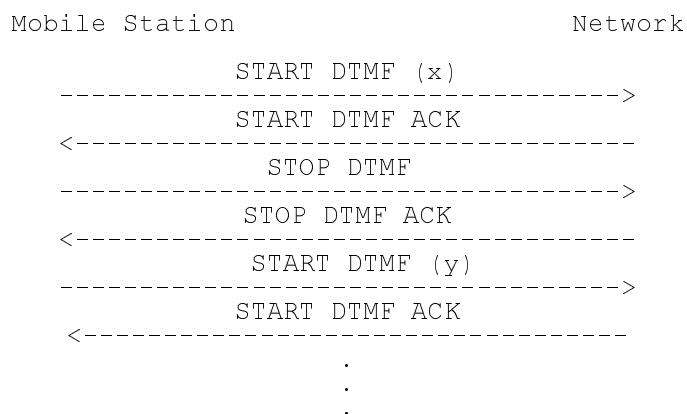 Mobile Station Network
START DTMF (x)
----------------------------------->
START DTMF ACK
<-----------------------------------
STOP DTMF
----------------------------------->
STOP DTMF ACK
<-----------------------------------
START DTMF (y)
----------------------------------->
START DTMF ACK
<----------------------------------
.
.
.